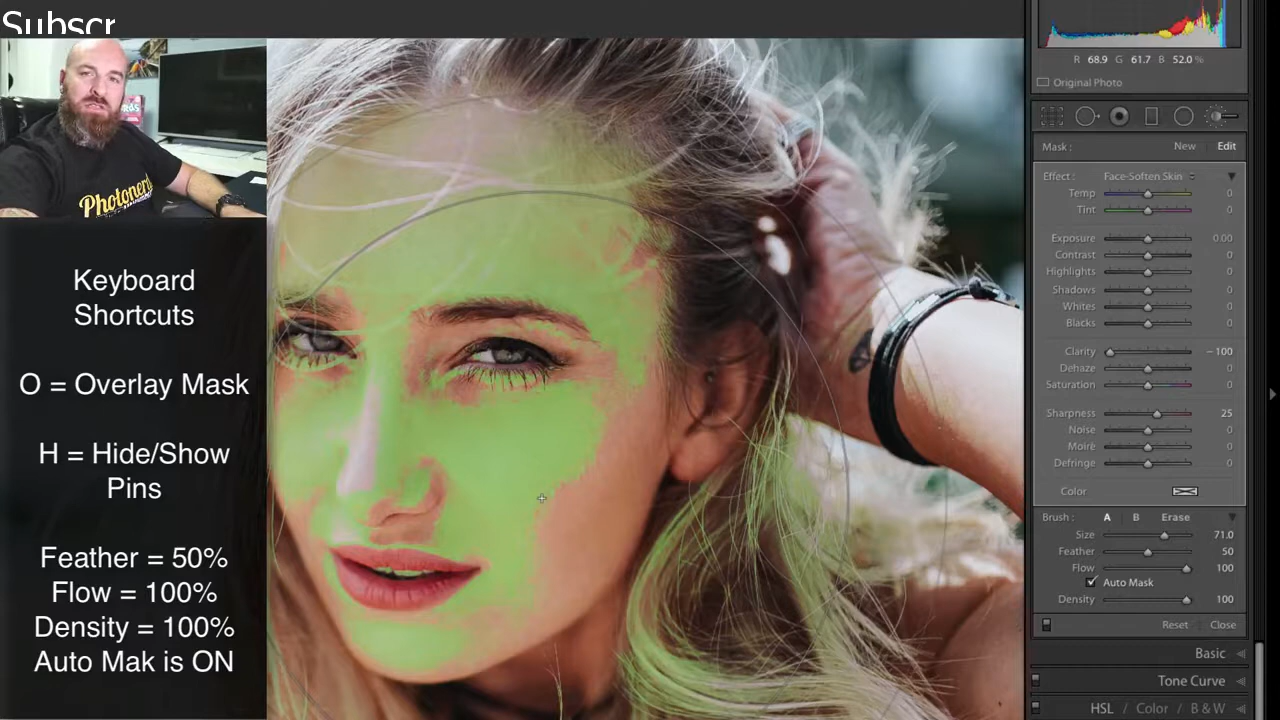 Subscr
Photoner
Keyboard
Shortcuts
O = Overlay Mask
H = Hide/Show
Pins
Feather = 50%
Flow = 100%
Density = 100%
Auto Mak is ON
R 68.9 G 61.7 B 52.0 %
Original Photo
Mask : New Edit
Effect : Face-Soften Skin
Temp 0
Tint 0
Exposure 0.00
Contrast 0
Highlights 0
Shadows 0
Whites 0
Blacks 0
Clarity − 100
Dehaze 0
Saturation 0
Sharpness 25
Noise 0
Moiré 0
Defringe 0
Color
Brush : A B Erase
Size 71.0
Feather 50
Flow 100
Auto Mask
Density 100
Reset Close
Basic
Tone Curve
HSL / Color / B & W